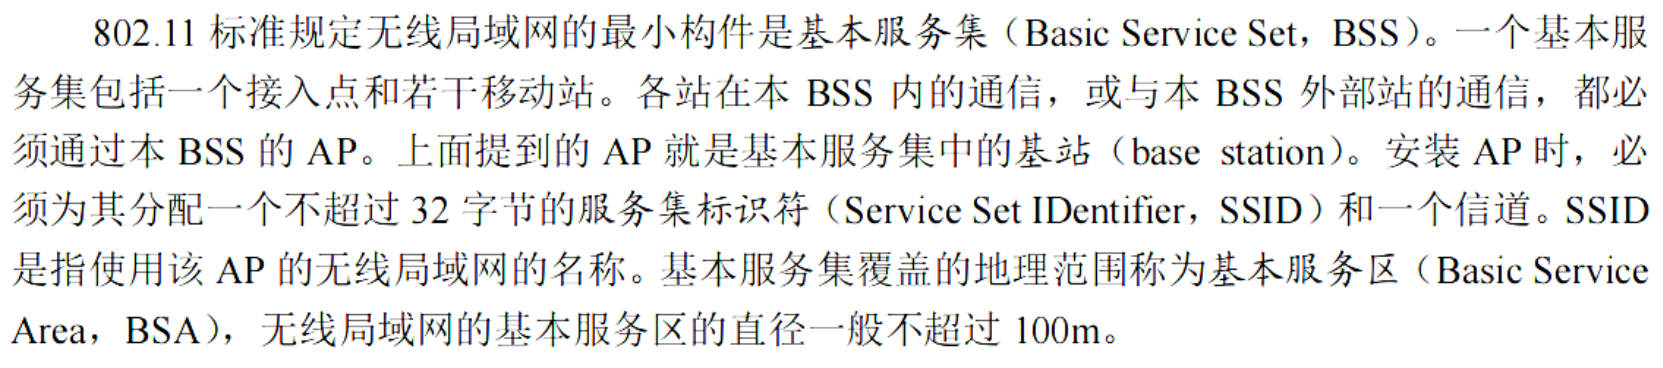 802.11 标准规定无线局域网的最小构件是基本服务集（Basic Service Set，BSS）。一个基本服
务集包括一个接入点和若干移动站。各站在本 BSS 内的通信，或与本 BSS 外部站的通信，都必
须通过本 BSS 的 AP。上面提到的 AP 就是基本服务集中的基站（base station）。安装 AP 时，必
须为其分配一个不超过 32 字节的服务集标识符（Service Set IDentifier，SSID）和一个信道。SSID
是指使用该 AP 的无线局域网的名称。基本服务集覆盖的地理范围称为基本服务区（Basic Service
Area，BSA），无线局域网的基本服务区的直径一般不超过 100m。